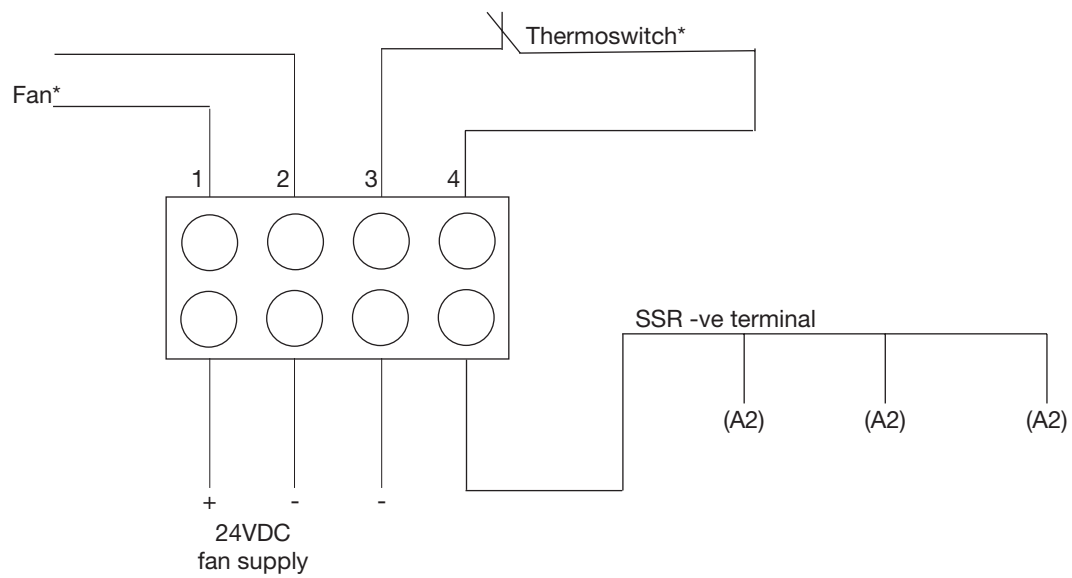 Thermoswitch*
Fan*
1 2 3 4
SSR -ve terminal
(A2) (A2) (A2)
+ - -
24VDC
fan supply